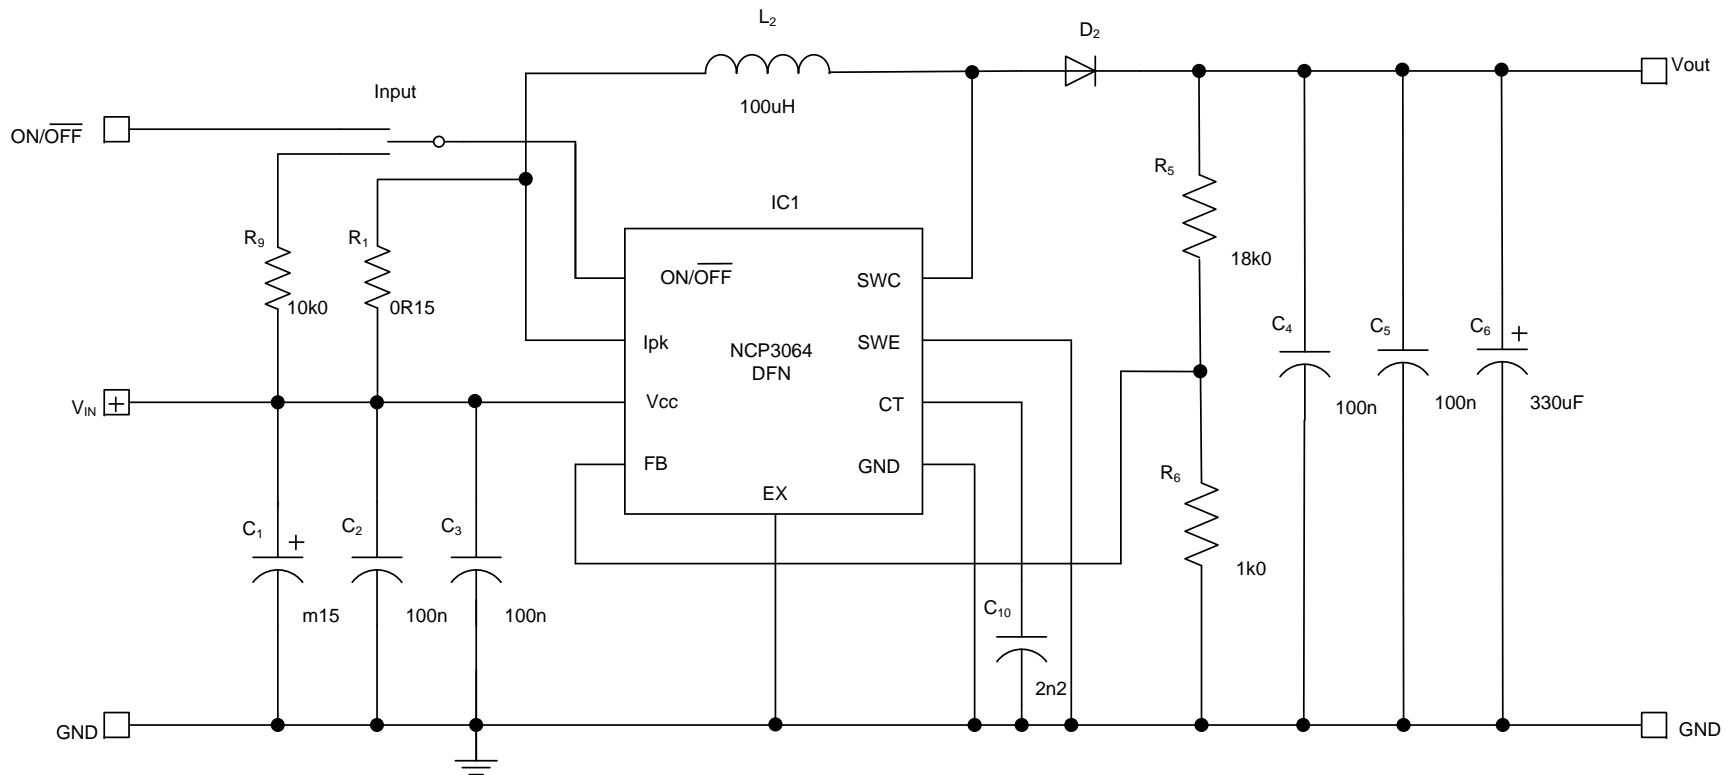 L2
D2
Vout
Input
100uH
ON/O̅F̅F̅
R5
IC1
R9
R1
18k0
ON/O̅F̅F̅
SWC
10k0
0R15
C4
C5
C6
+
Ipk
NCP3064
DFN
SWE
VIN
+
Vcc
CT
100n
100n
330uF
FB
GND
R6
EX
C1
+
C2
C3
1k0
C10
m15
100n
100n
2n2
GND
GND